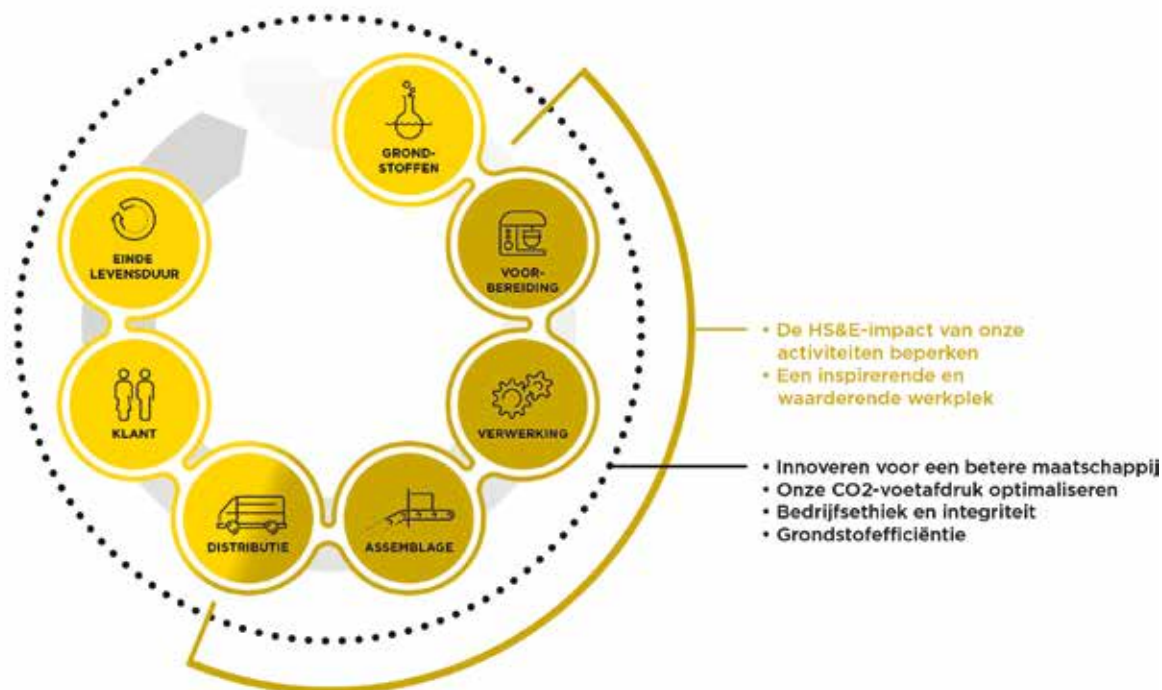 GROND-
STOFFEN
VOOR-
BEREIDING
VERWERKING
ASSEMBLAGE
DISTRIBUTIE
KLANT
EINDE
LEVENSDUUR
• De HS&E-impact van onze
activiteiten beperken
• Een inspirerende en
waarderende werkplek
• Innoveren voor een betere maatschappij
• Onze CO2-voetafdruk optimaliseren
• Bedrijfsethiek en integriteit
• Grondstofefficiëntie